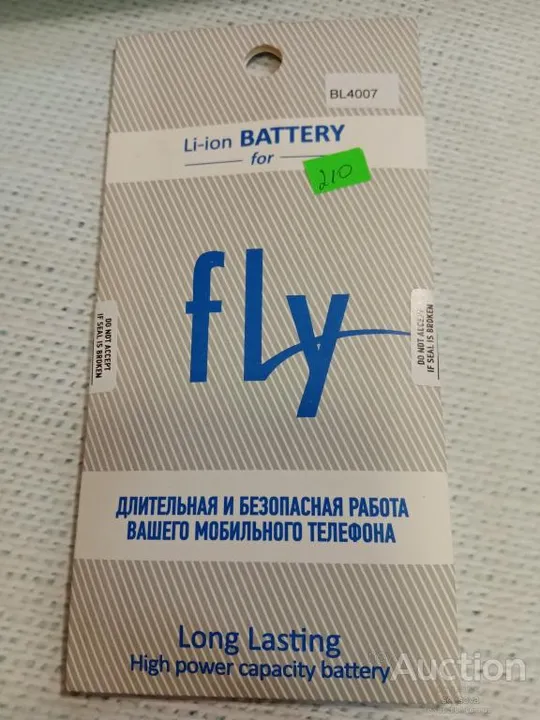 BL4007
Li-ion BATTERY
for
210
fly
DO NOT ACCEPT
IF SEAL IS BROKEN
DO NOT ACCEPT
IF SEAL IS BROKEN
ДЛИТЕЛЬНАЯ И БЕЗОПАСНАЯ РАБОТА
ВАШЕГО МОБИЛЬНОГО ТЕЛЕФОНА
Long Lasting
High power capacity battery
Auction